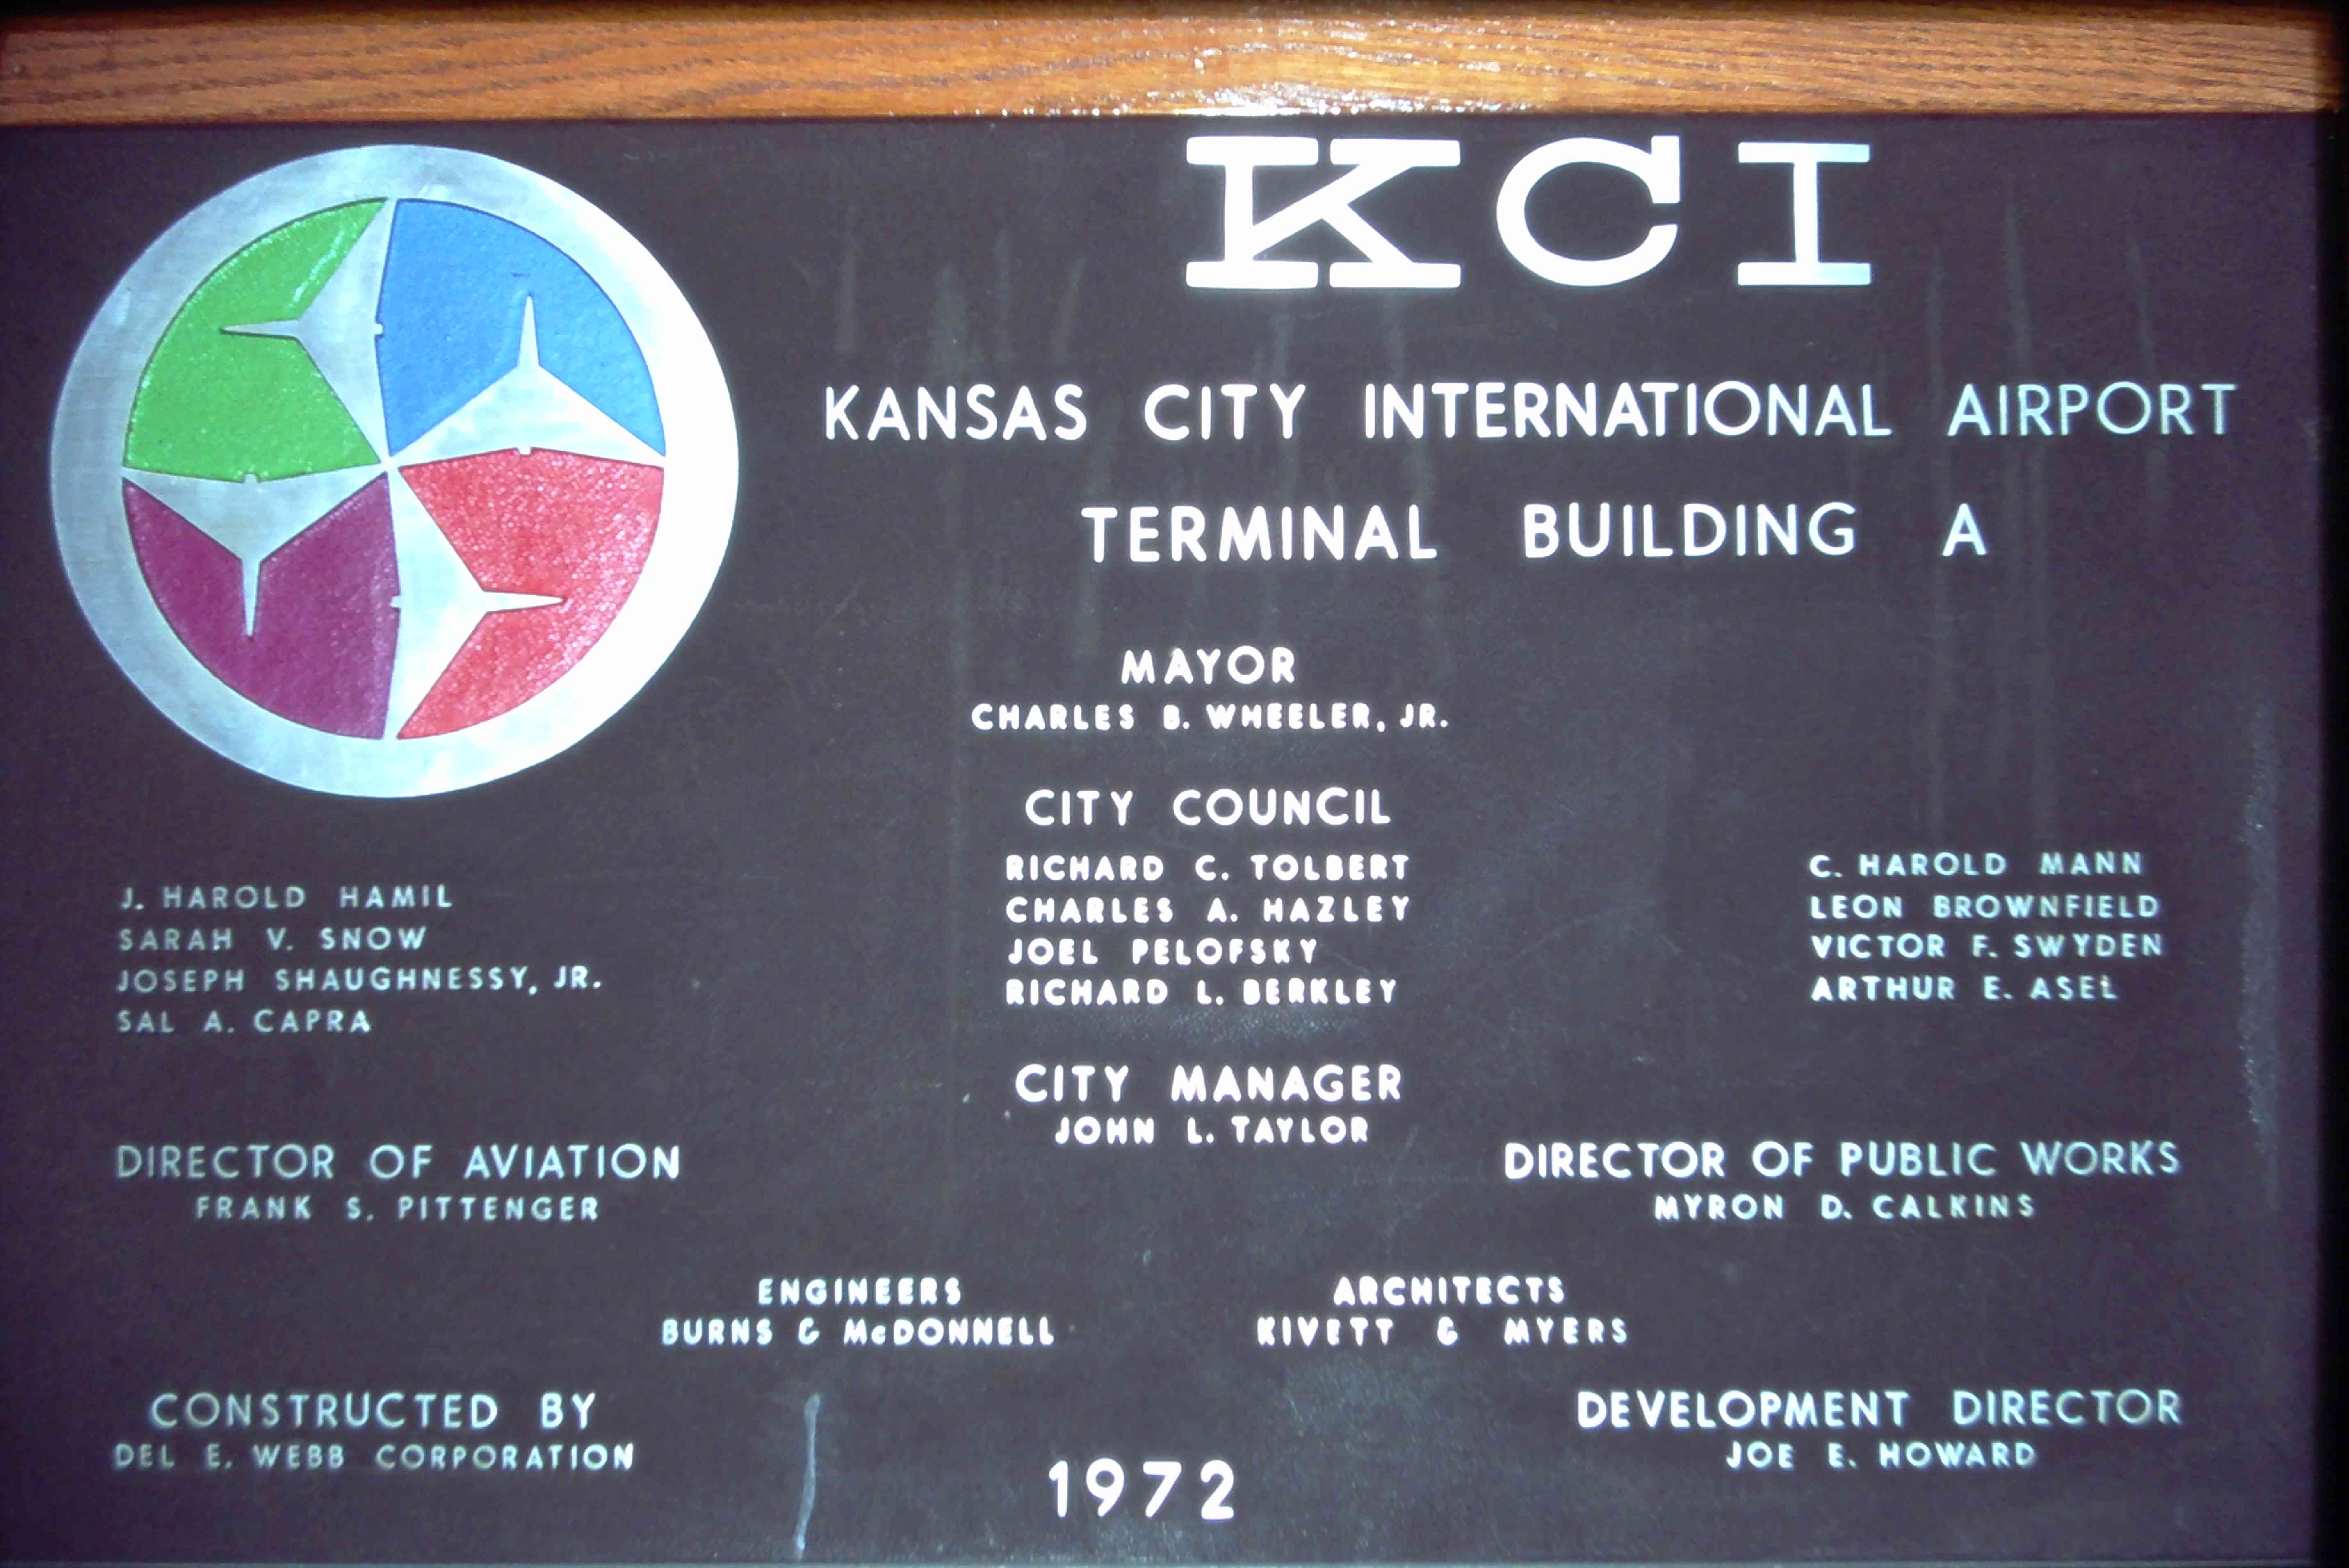 KCI
KANSAS CITY INTERNATIONAL AIRPORT
TERMINAL BUILDING A
MAYOR
CHARLES B. WHEELER, JR.
CITY COUNCIL
J. HAROLD HAMIL
SARAH V. SNOW
JOSEPH SHAUGHNESSY, JR.
SAL A. CAPRA
RICHARD C. TOLBERT
CHARLES A. HAZLEY
JOEL PELOFSKY
RICHARD L. BERKLEY
C. HAROLD MANN
LEON BROWNFIELD
VICTOR F. SWYDEN
ARTHUR E. ASEL
CITY MANAGER
JOHN L. TAYLOR
DIRECTOR OF AVIATION
FRANK S. PITTENGER
DIRECTOR OF PUBLIC WORKS
MYRON D. CALKINS
ENGINEERS
BURNS & McDONNELL
ARCHITECTS
KIVETT & MYERS
CONSTRUCTED BY
DEL E. WEBB CORPORATION
DEVELOPMENT DIRECTOR
JOE E. HOWARD
1972